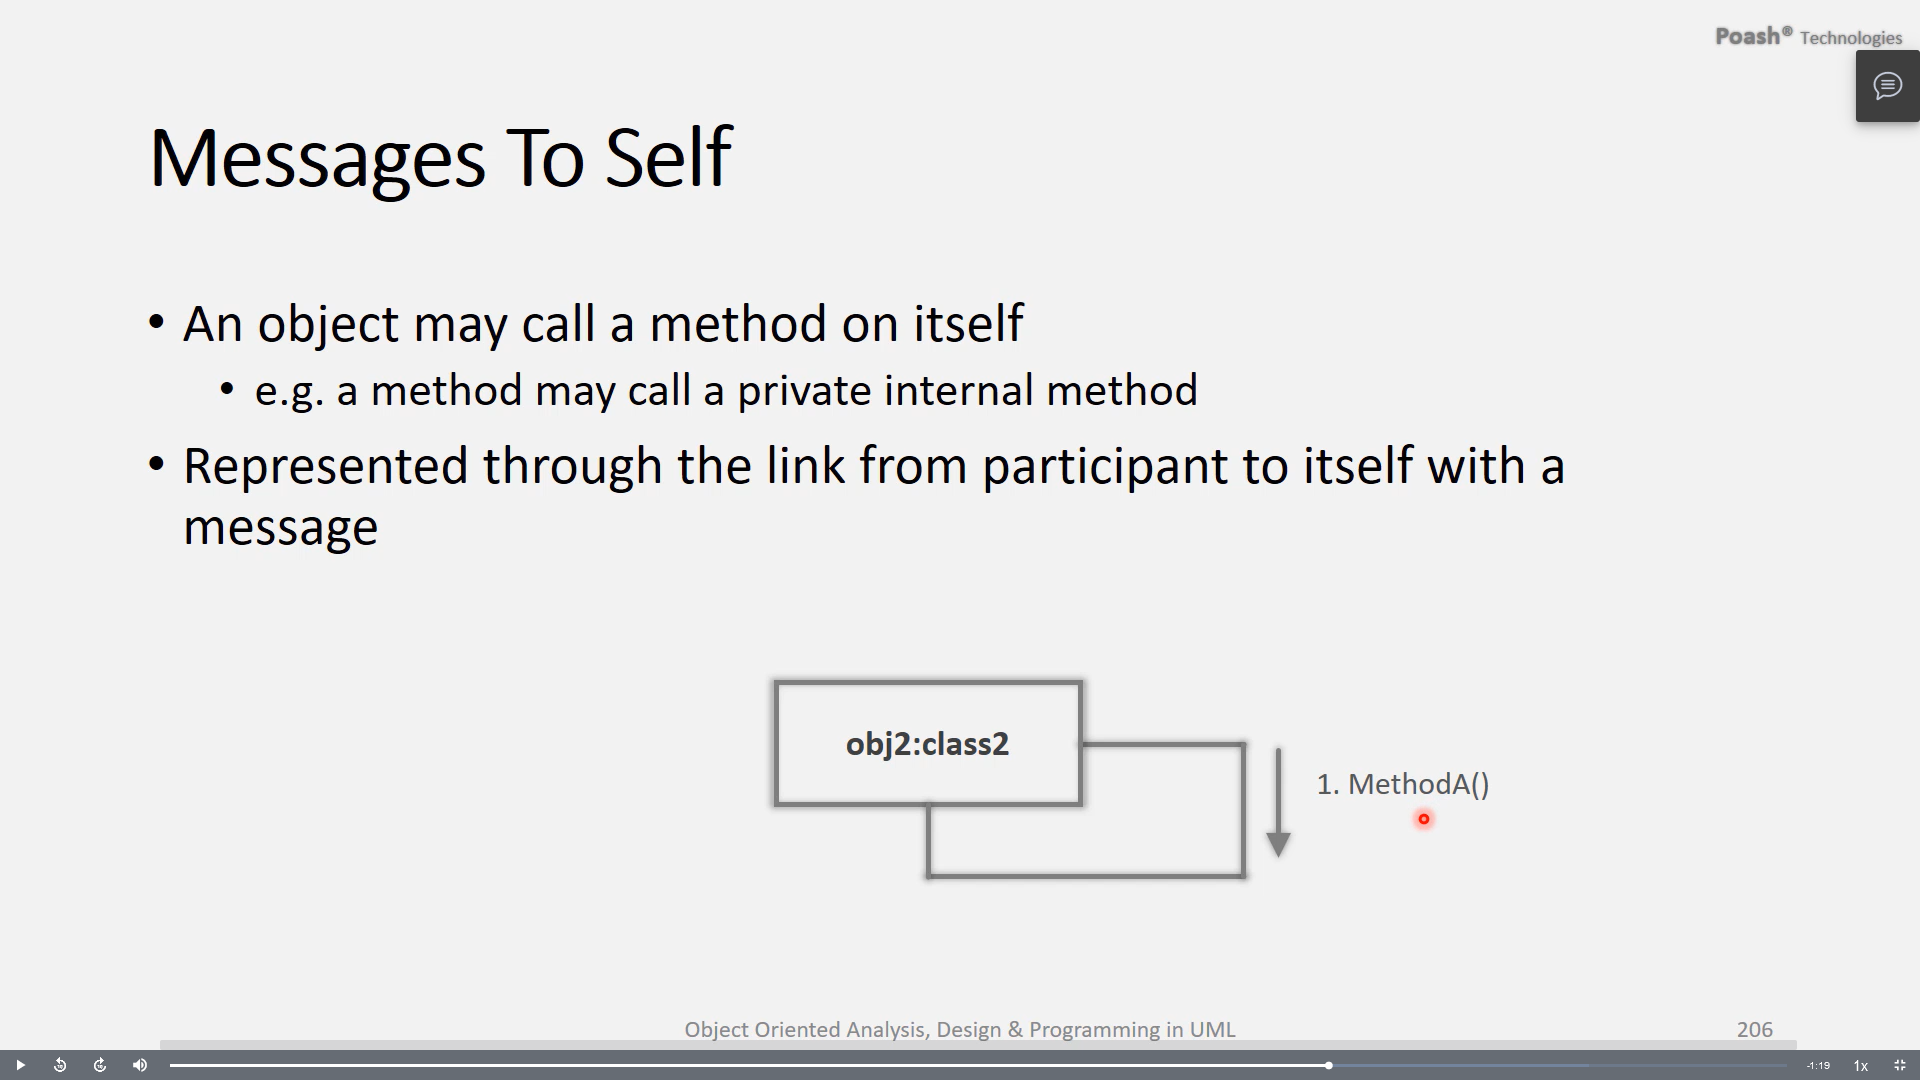 Poash® Technologies
Messages To Self
• An object may call a method on itself
• e.g. a method may call a private internal method
• Represented through the link from participant to itself with a
message
obj2:class2
1. MethodA()
Object Oriented Analysis, Design & Programming in UML
206
-1:19
1x